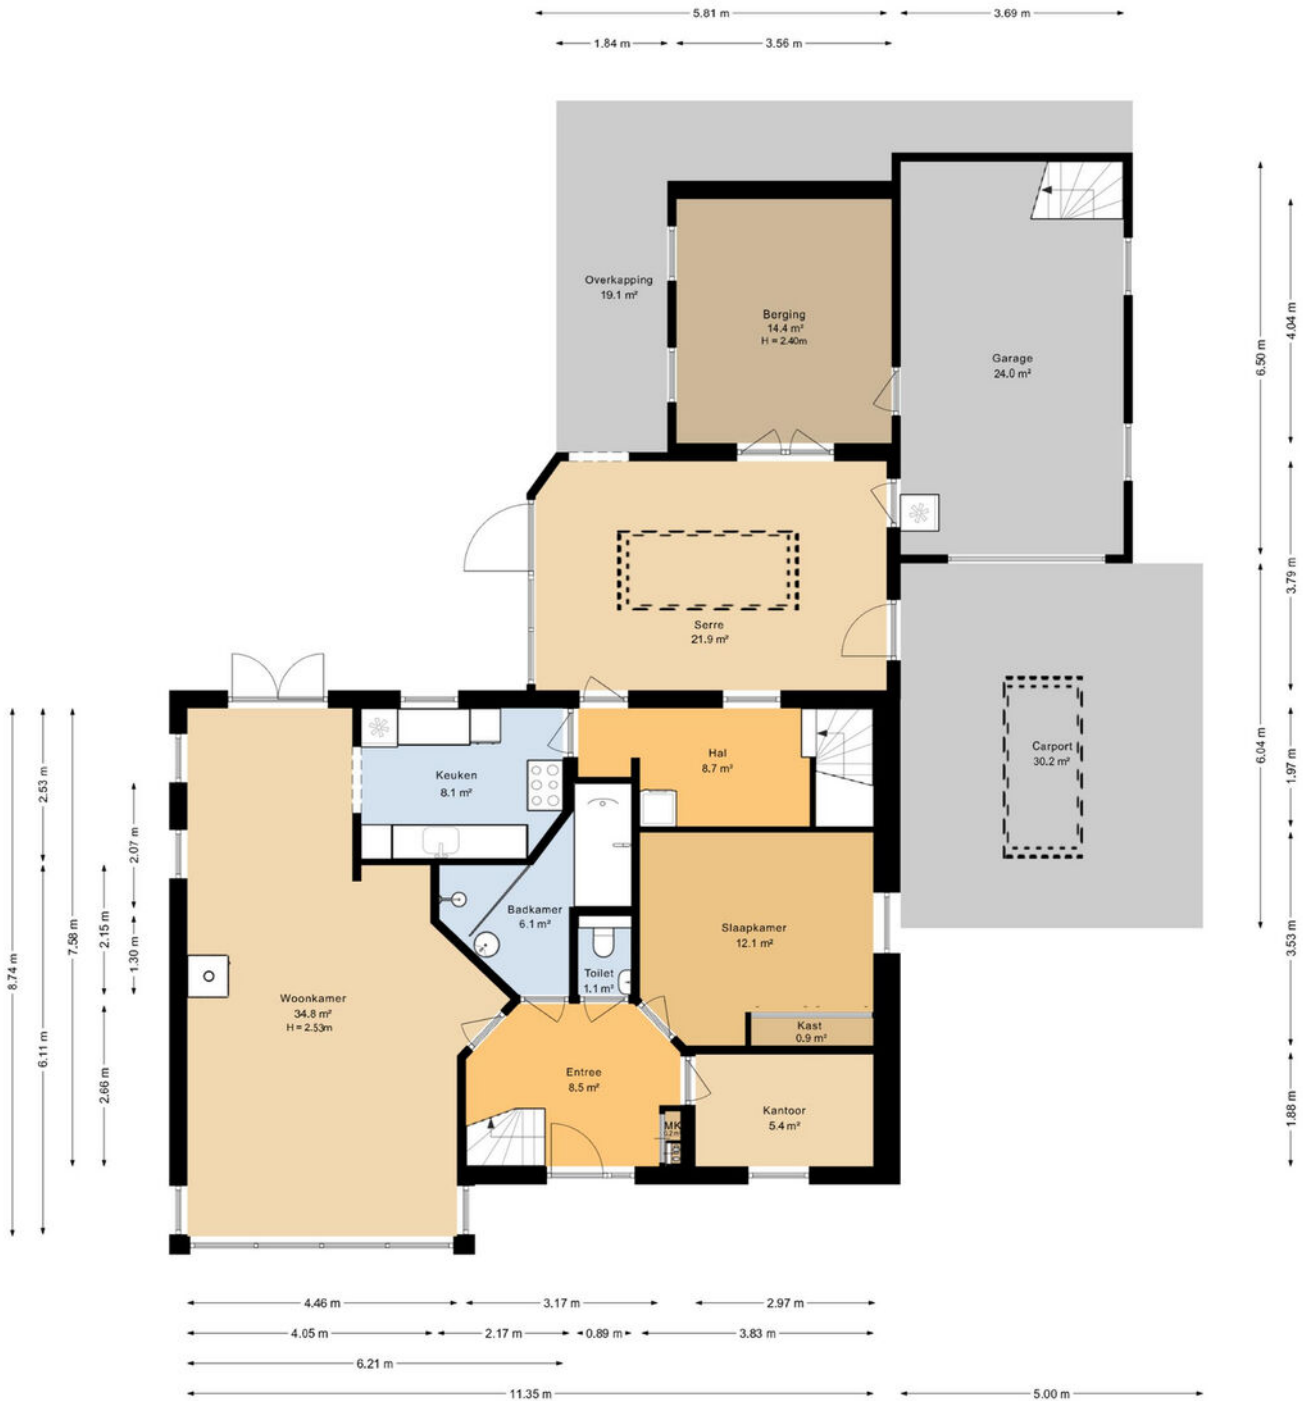 5.81 m
3.69 m
1.84 m
3.56 m
Overkapping
19.1 m²
Berging
14.4 m²
H = 2.40m
Garage
24.0 m²
4.04 m
6.50 m
3.79 m
Serre
21.9 m²
Carport
30.2 m²
6.04 m
1.97 m
Hal
8.7 m²
Keuken
8.1 m²
2.53 m
2.07 m
Badkamer
6.1 m²
Slaapkamer
12.1 m²
3.53 m
7.58 m
2.15 m
1.30 m
8.74 m
Toilet
1.1 m²
Woonkamer
34.8 m²
H = 2.53m
Kast
0.9 m²
6.11 m
2.66 m
Entree
8.5 m²
Kantoor
5.4 m²
MK
1.88 m
4.46 m
3.17 m
2.97 m
4.05 m
2.17 m
0.89 m
3.83 m
6.21 m
11.35 m
5.00 m